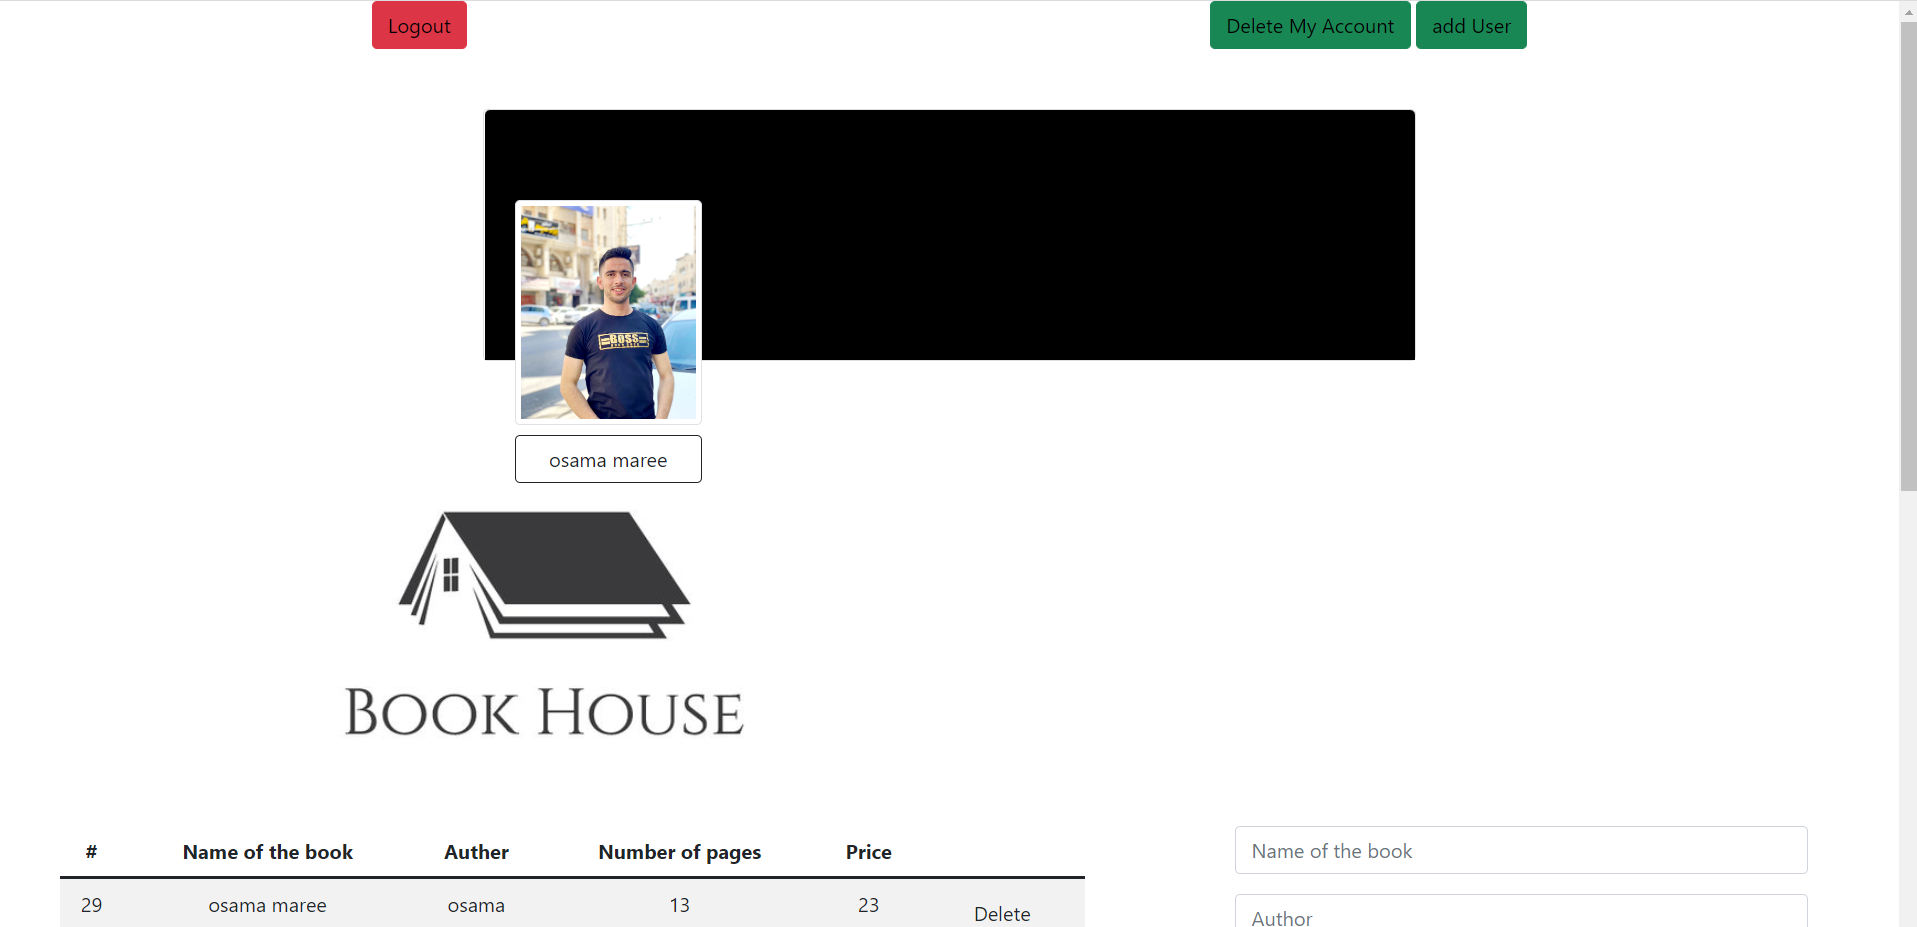 Logout
Delete My Account
add User
BOSS
osama maree
BOOK HOUSE
# Name of the book Auther Number of pages Price
29 osama maree osama 13 23 Delete
Name of the book
Author